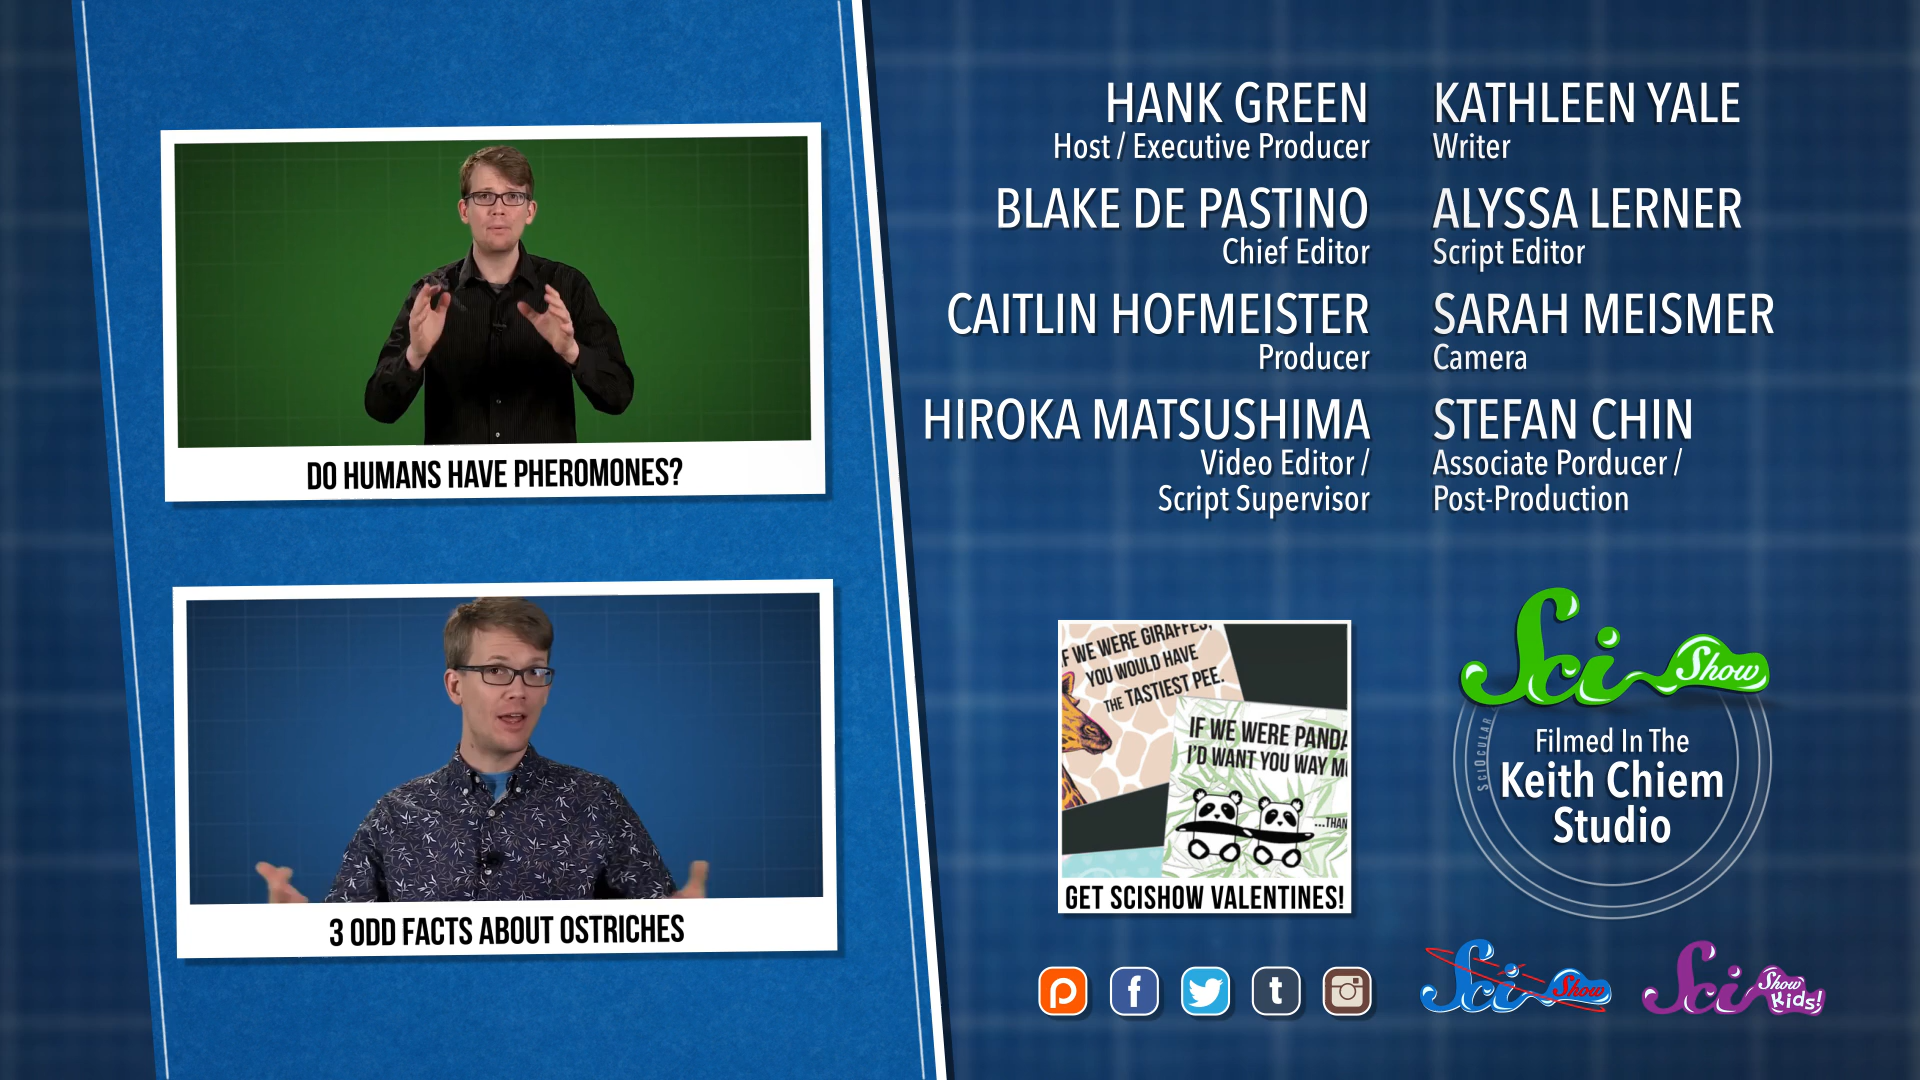 DO HUMANS HAVE PHEROMONES?
3 ODD FACTS ABOUT OSTRICHES
HANK GREEN
Host / Executive Producer
BLAKE DE PASTINO
Chief Editor
CAITLIN HOFMEISTER
Producer
HIROKA MATSUSHIMA
Video Editor /
Script Supervisor
KATHLEEN YALE
Writer
ALYSSA LERNER
Script Editor
SARAH MEISMER
Camera
STEFAN CHIN
Associate Porducer /
Post-Production
F WE WERE GIRAFFES,
YOU WOULD HAVE
THE TASTIEST PEE.
IF WE WERE PANDA
I'D WANT YOU WAY M
...THAN
GET SCISHOW VALENTINES!
Sci Show
SCIOCULAR
Filmed In The
Keith Chiem
Studio
f
t
Sci Show
Sci Show Kids!